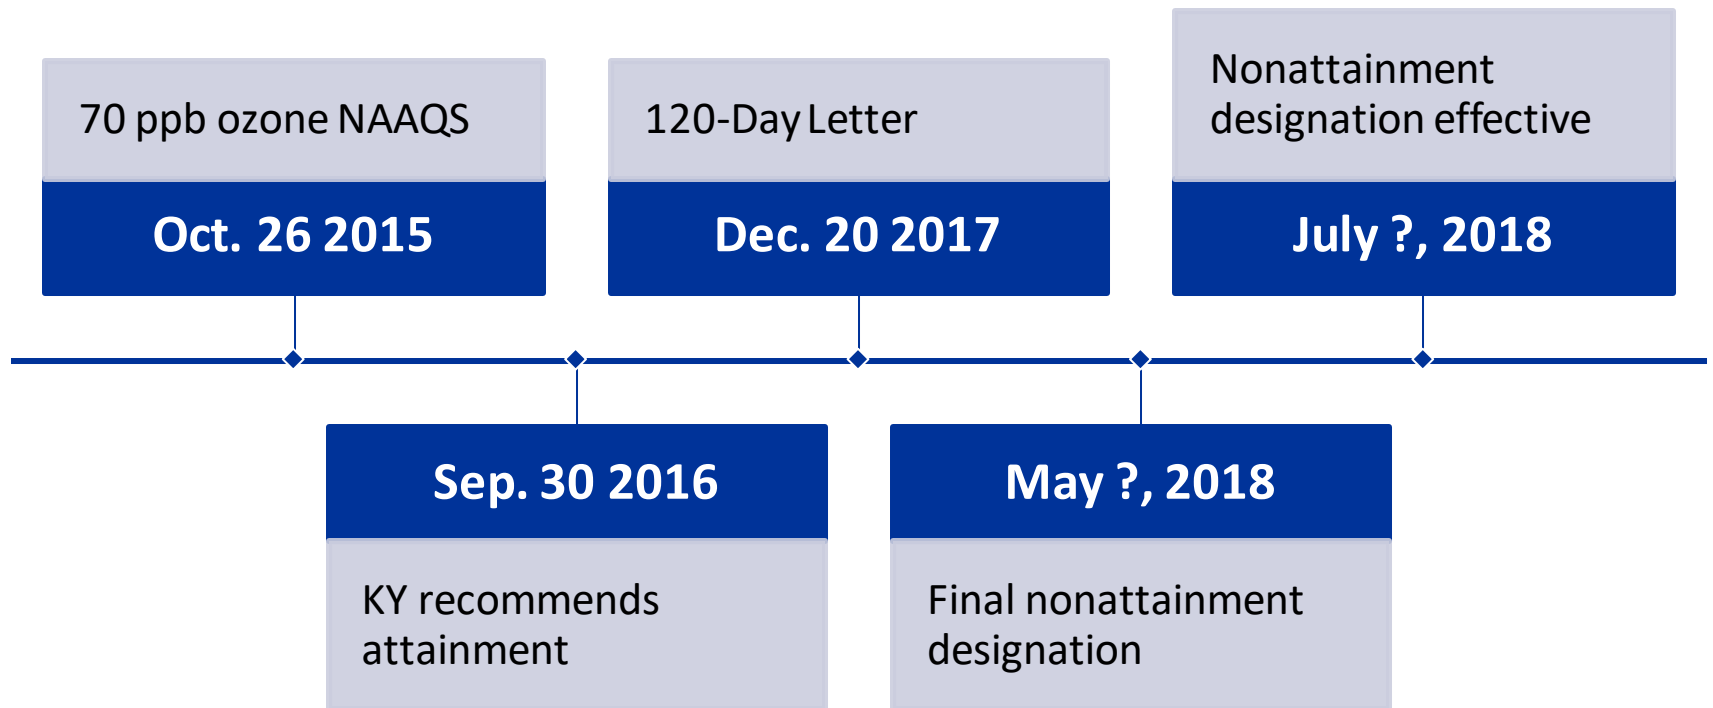 70 ppb ozone NAAQS
Oct. 26 2015
Sep. 30 2016
KY recommends
attainment
120-Day Letter
Dec. 20 2017
May ?, 2018
Final nonattainment
designation
Nonattainment
designation effective
July ?, 2018